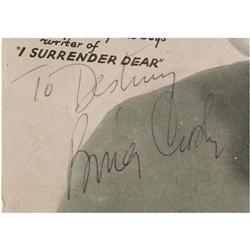 writer of
"I SURRENDER DEAR"
To Destiny
Bing Crosby